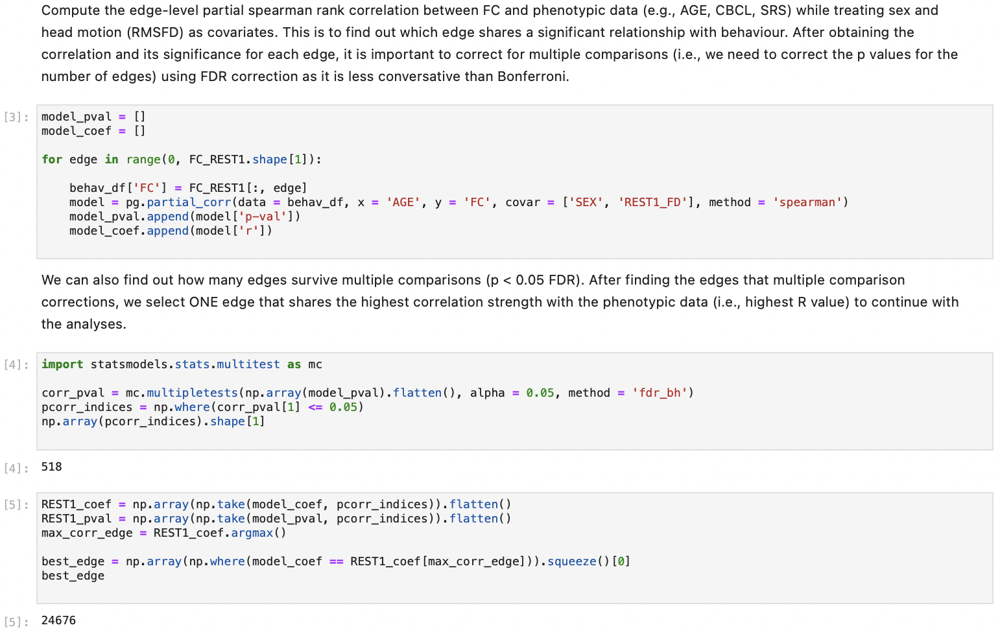 Compute the edge-level partial spearman rank correlation between FC and phenotypic data (e.g., AGE, CBCL, SRS) while treating sex and
head motion (RMSFD) as covariates. This is to find out which edge shares a significant relationship with behaviour. After obtaining the
correlation and its significance for each edge, it is important to correct for multiple comparisons (i.e., we need to correct the p values for the
number of edges) using FDR correction as it is less conversative than Bonferroni.
[3]: model_pval = []
model_coef = []
for edge in range(0, FC_REST1.shape[1]):
behav_df['FC'] = FC_REST1[:, edge]
model = pg.partial_corr(data = behav_df, x = 'AGE', y = 'FC', covar = ['SEX', 'REST1_FD'], method = 'spearman')
model_pval.append(model['p-val'])
model_coef.append(model['r'])
We can also find out how many edges survive multiple comparisons (p < 0.05 FDR). After finding the edges that multiple comparison
corrections, we select ONE edge that shares the highest correlation strength with the phenotypic data (i.e., highest R value) to continue with
the analyses.
[4]: import statsmodels.stats.multitest as mc
corr_pval = mc.multipletests(np.array(model_pval).flatten(), alpha = 0.05, method = 'fdr_bh')
pcorr_indices = np.where(corr_pval[1] <= 0.05)
np.array(pcorr_indices).shape[1]
[4]: 518
[5]: REST1_coef = np.array(np.take(model_coef, pcorr_indices)).flatten()
REST1_pval = np.array(np.take(model_pval, pcorr_indices)).flatten()
max_corr_edge = REST1_coef.argmax()
best_edge = np.array(np.where(model_coef == REST1_coef[max_corr_edge])).squeeze()[0]
best_edge
[5]: 24676